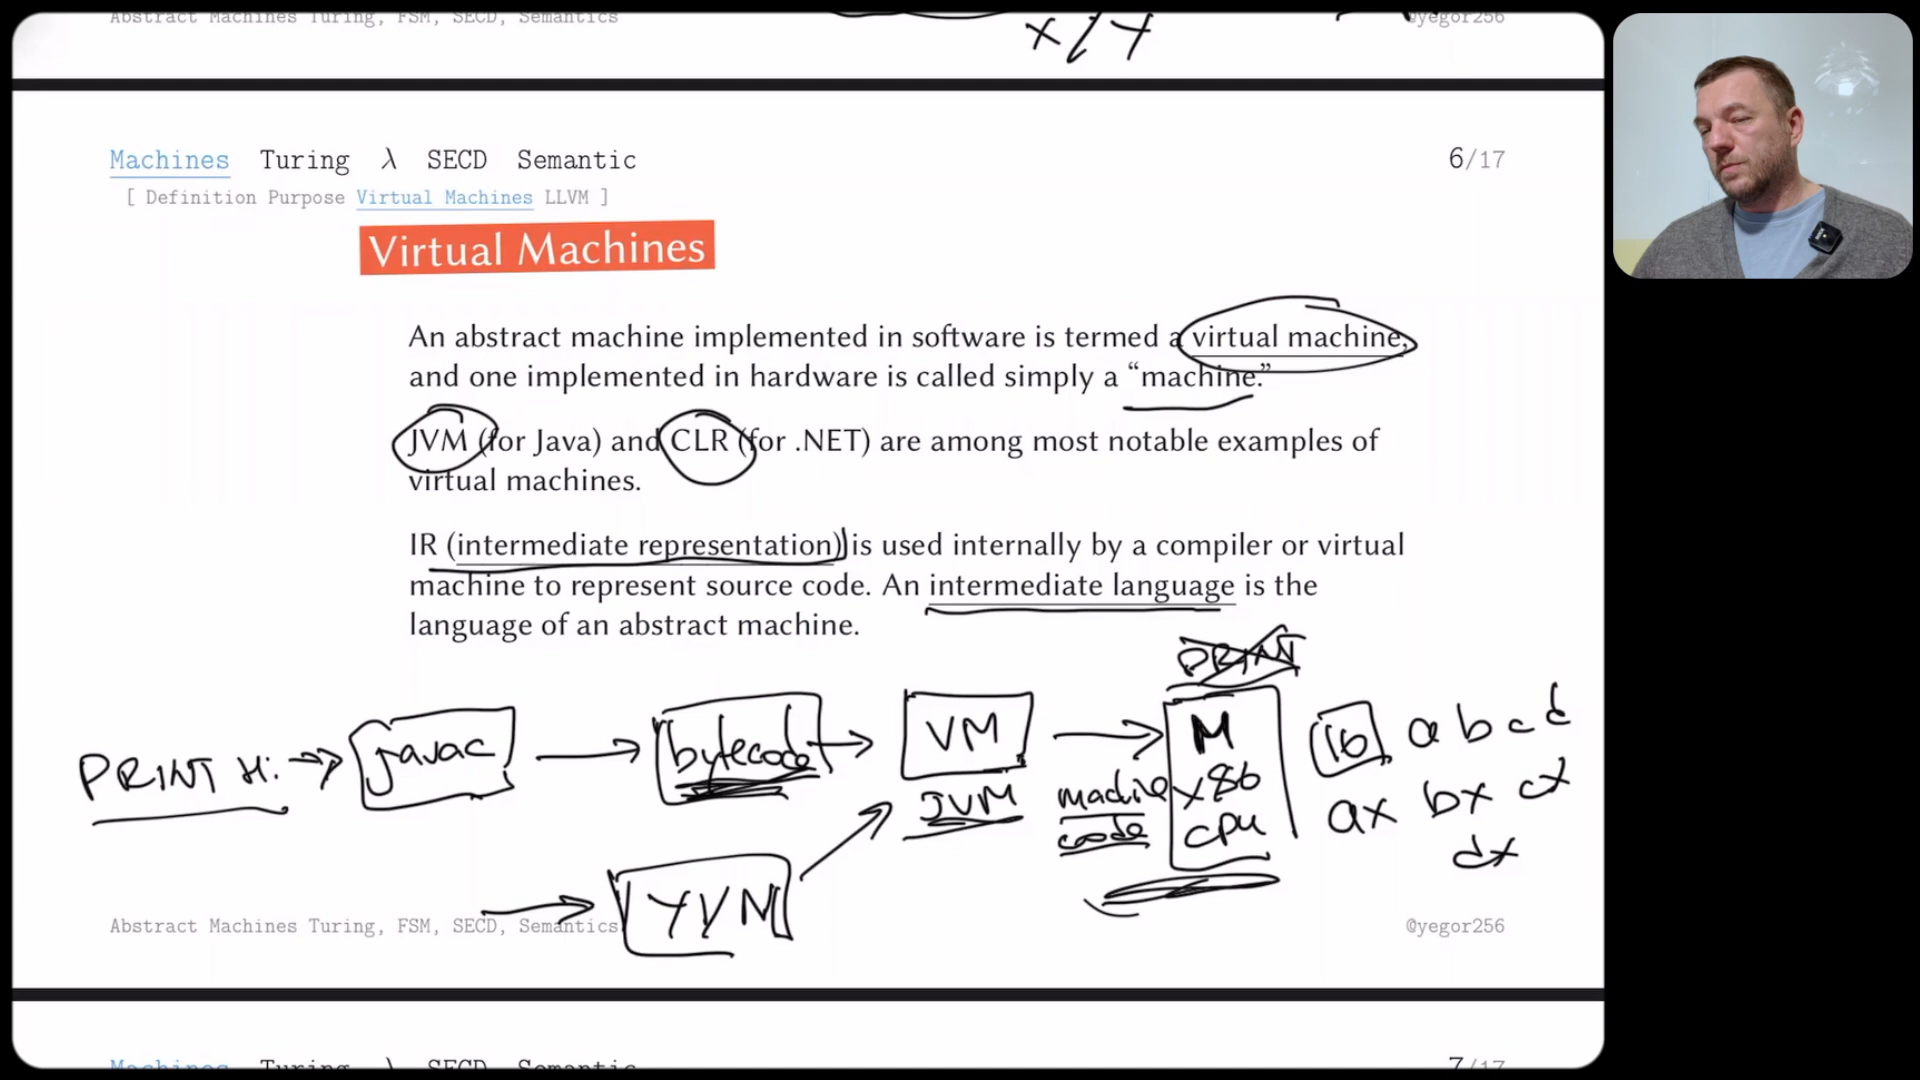 Abstract Machines Turing, FSM, SECD, Semantics @yegor256
x/y
Machines Turing λ SECD Semantic 6/17
[ Definition Purpose Virtual Machines LLVM ]
Virtual Machines
An abstract machine implemented in software is termed a virtual machine,
and one implemented in hardware is called simply a “machine.”
JVM (for Java) and CLR (for .NET) are among most notable examples of
virtual machines.
IR (intermediate representation) is used internally by a compiler or virtual
machine to represent source code. An intermediate language is the
language of an abstract machine.
PRINT
PRINT Hi. javac bytecode VM M 16 a b c d
JVM machine x86 ax bx cx
code cpu dx
YVM
Abstract Machines Turing, FSM, SECD, Semantics @yegor256
Machines Turing λ SECD Semantic 7/17